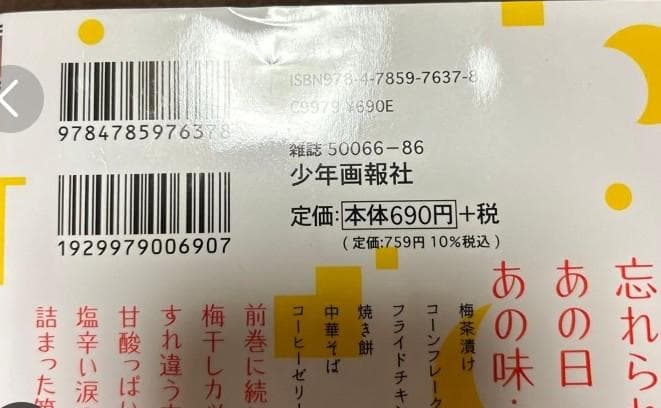 ISBN978-4-7859-7637-8
C9979 ¥690E
9784785976378
雑誌 50066-86
少年画報社
1929979006907
定価:本体690円+税
(定価:759円 10%税込)
忘れら
あの日
あの味・
梅茶漬け
コーンフレーク
フライドチキン
焼き餅
中華そば
コーヒーゼリー
前巻に続
梅干しカッ
すれ違う
甘酸っぱい
塩辛い涙
詰まった